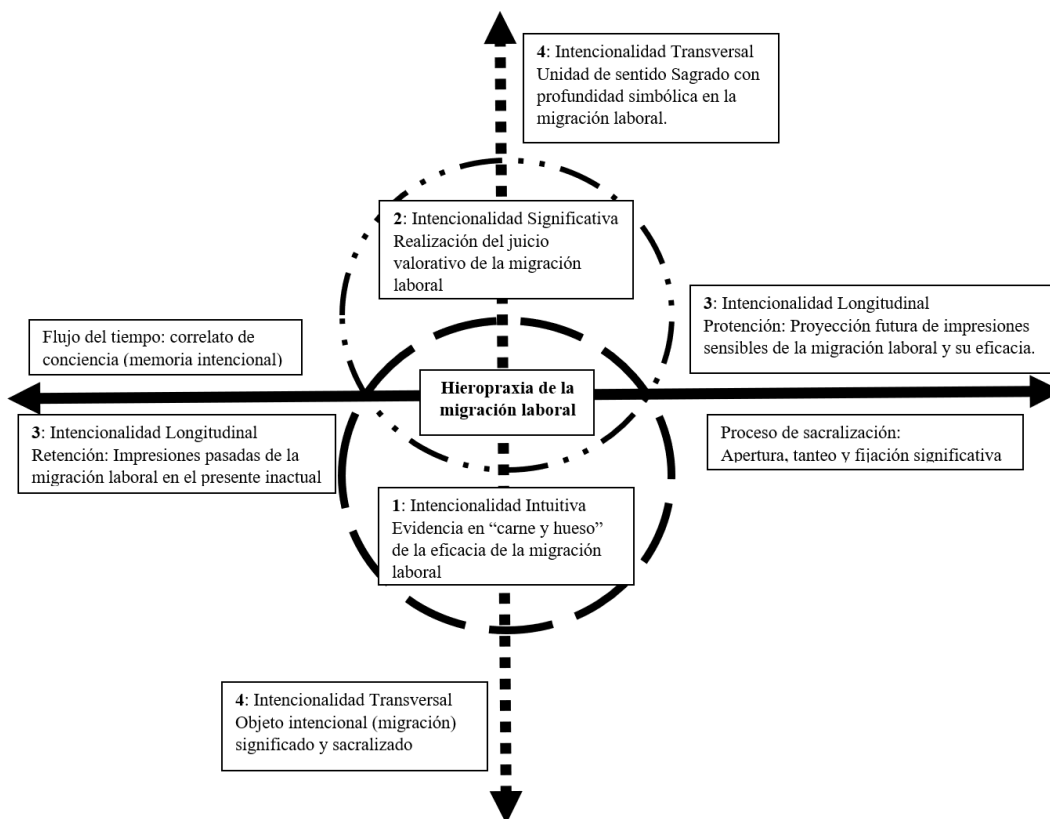 4: Intencionalidad Transversal
Unidad de sentido Sagrado con
profundidad simbólica en la
migración laboral.
2: Intencionalidad Significativa
Realización del juicio
valorativo de la migración
laboral
Flujo del tiempo: correlato de
conciencia (memoria intencional)
3: Intencionalidad Longitudinal
Protención: Proyección futura de impresiones
sensibles de la migración laboral y su eficacia.
Hieropraxia de la
migración laboral
3: Intencionalidad Longitudinal
Retención: Impresiones pasadas de la
migración laboral en el presente inactual
Proceso de sacralización:
Apertura, tanteo y fijación significativa
1: Intencionalidad Intuitiva
Evidencia en “carne y hueso”
de la eficacia de la migración
laboral
4: Intencionalidad Transversal
Objeto intencional (migración)
significado y sacralizado